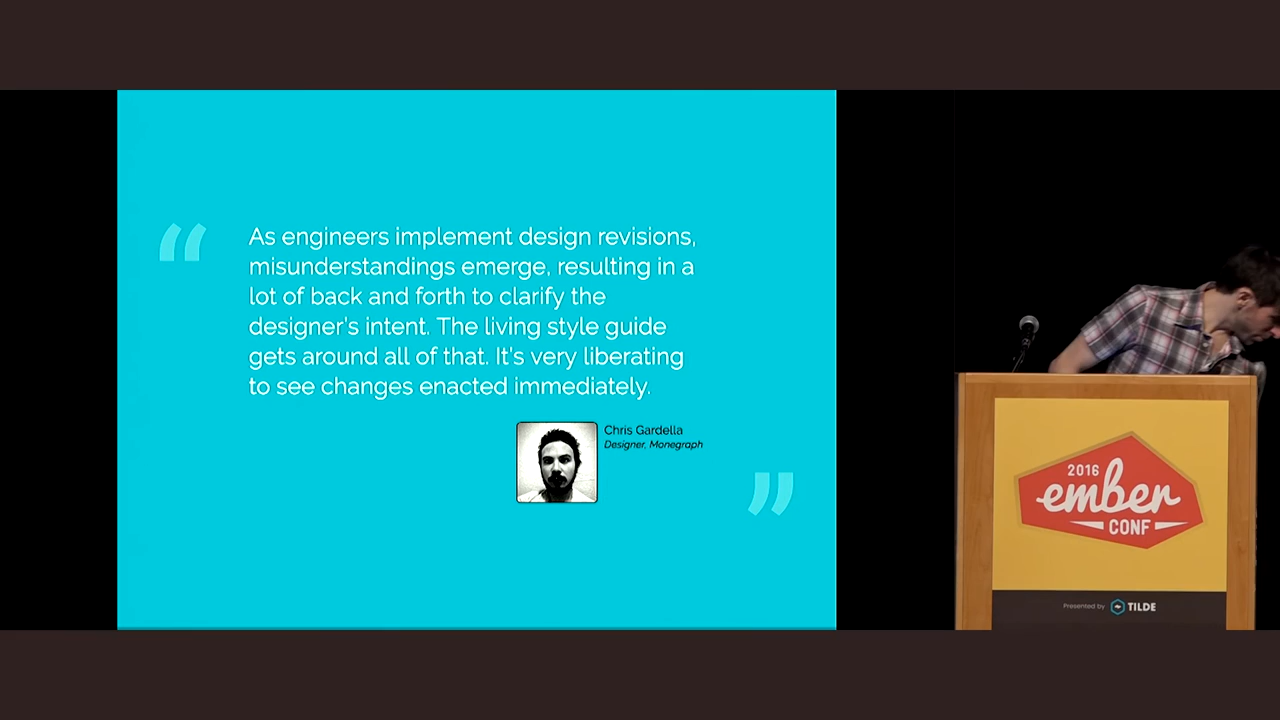 “
As engineers implement design revisions,
misunderstandings emerge, resulting in a
lot of back and forth to clarify the
designer's intent. The living style guide
gets around all of that. It's very liberating
to see changes enacted immediately.
Chris Gardella
Designer, Monegraph
”
2016
ember
CONF
Presented by TILDE